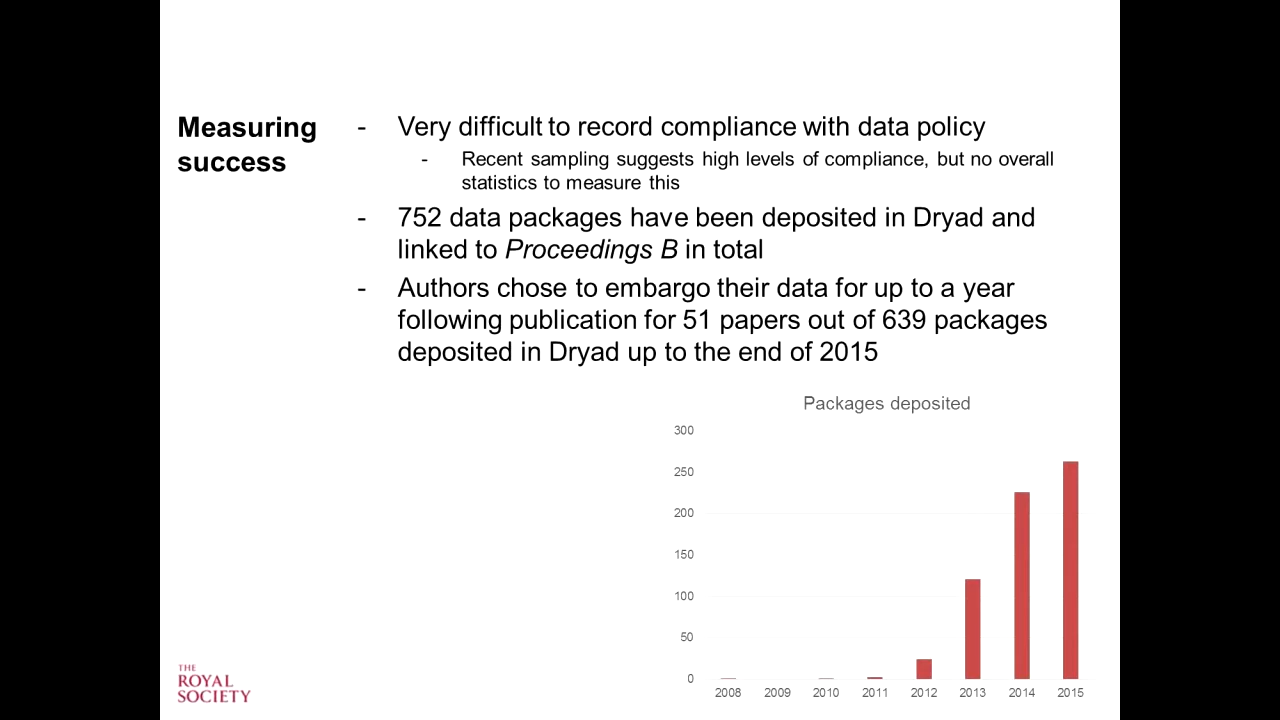 Measuring
success
- Very difficult to record compliance with data policy
- Recent sampling suggests high levels of compliance, but no overall
statistics to measure this
- 752 data packages have been deposited in Dryad and
linked to Proceedings B in total
- Authors chose to embargo their data for up to a year
following publication for 51 papers out of 639 packages
deposited in Dryad up to the end of 2015
Packages deposited
300
250
200
150
100
50
0
2008 2009 2010 2011 2012 2013 2014 2015
THE
ROYAL
SOCIETY